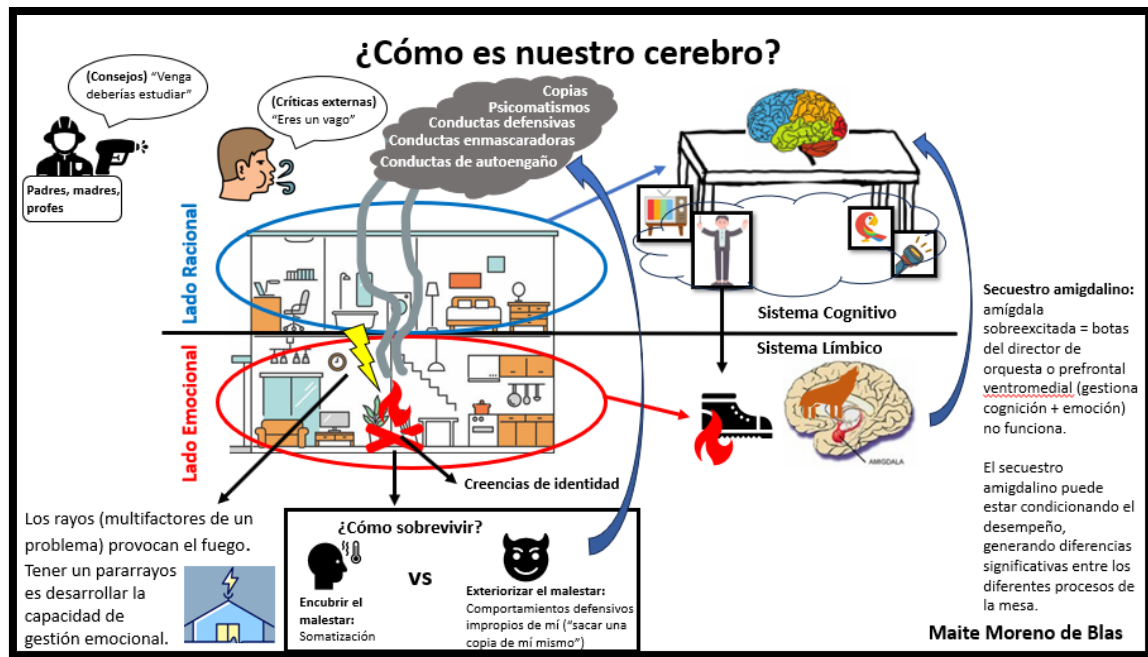 ¿Cómo es nuestro cerebro?
(Consejos) “Venga
deberías estudiar”
Padres, madres,
profes
(Críticas externas)
“Eres un vago”
Copias
Psicomatismos
Conductas defensivas
Conductas enmascaradoras
Conductas de autoengaño
Lado Racional
Lado Emocional
Sistema Cognitivo
Sistema Límbico
AMIGDALA
Secuestro amigdalino:
amígdala
sobreexcitada = botas
del director de
orquesta o prefrontal
ventromedial (gestiona
cognición + emoción)
no funciona.
El secuestro
amigdalino puede
estar condicionando el
desempeño,
generando diferencias
significativas entre los
diferentes procesos de
la mesa.
Creencias de identidad
Los rayos (multifactores de un
problema) provocan el fuego.
Tener un pararrayos
es desarrollar la
capacidad de
gestión emocional.
¿Cómo sobrevivir?
vs
Encubrir el
malestar:
Somatización
Exteriorizar el malestar:
Comportamientos defensivos
impropios de mí (“sacar una
copia de mí mismo”)
Maite Moreno de Blas